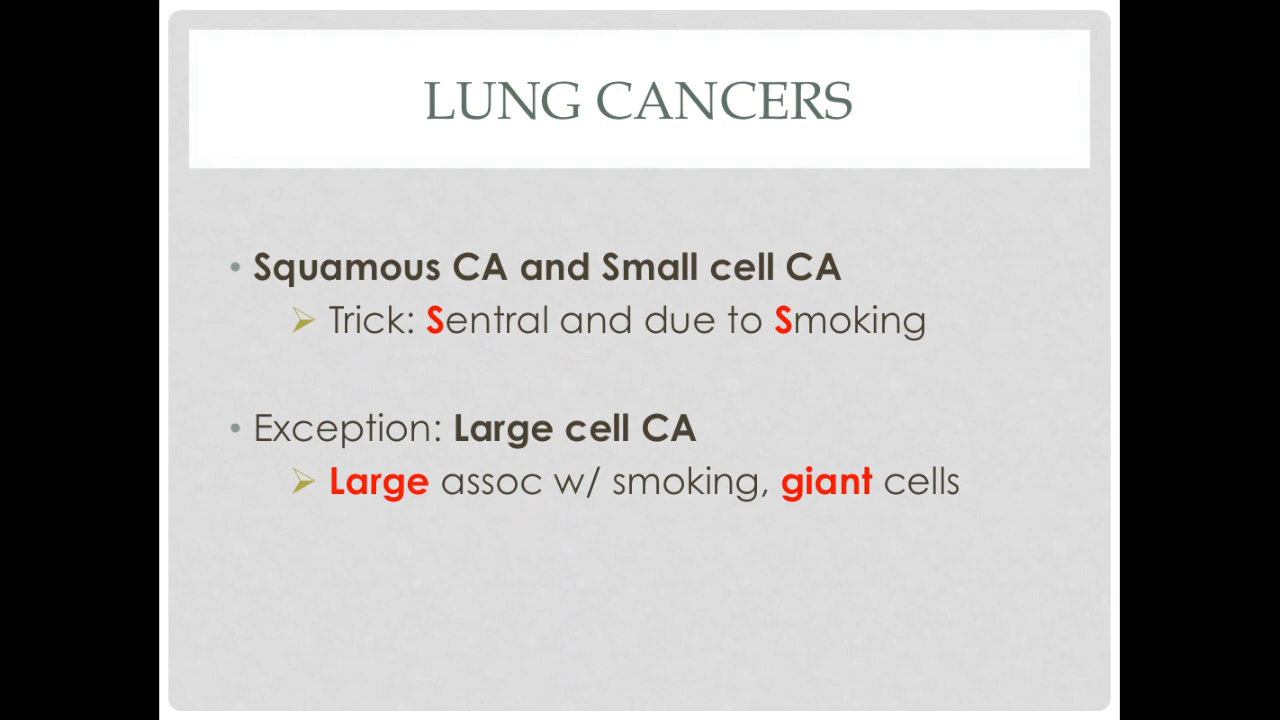 LUNG CANCERS
• Squamous CA and Small cell CA
➢ Trick: Sentral and due to Smoking
• Exception: Large cell CA
➢ Large assoc w/ smoking, giant cells